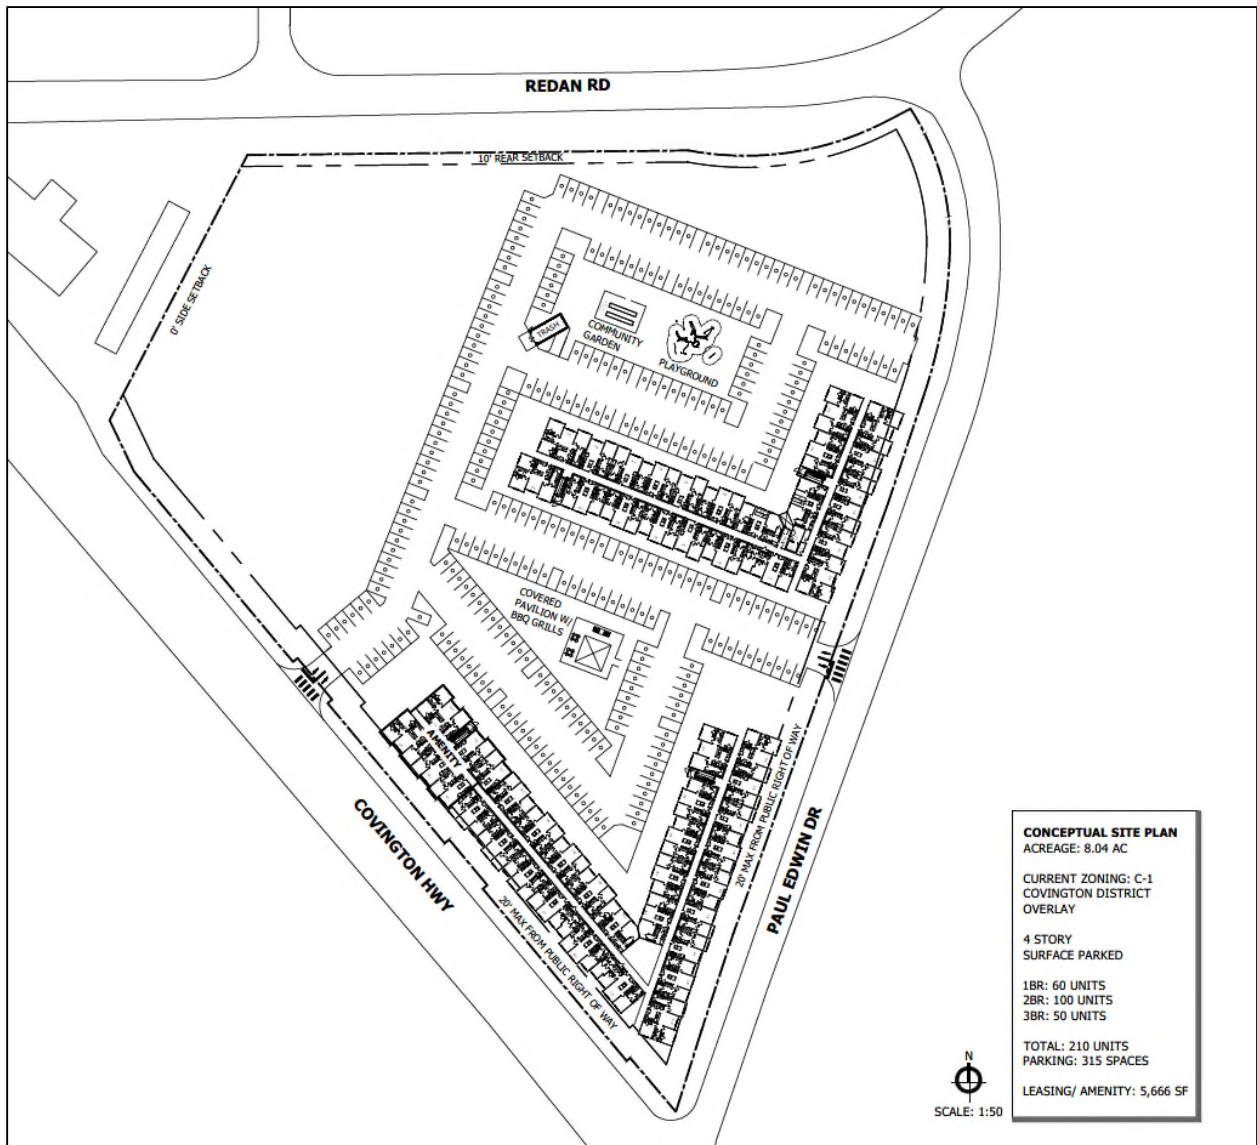 REDAN RD
10' REAR SETBACK
0' SIDE SETBACK
TRASH
COMMUNITY
GARDEN
PLAYGROUND
COVERED
PAVILION W/
BBQ GRILLS
AMENITY
COVINGTON HWY
20' MAX FROM PUBLIC RIGHT OF WAY
20' MAX FROM PUBLIC RIGHT OF WAY
PAUL EDWIN DR
CONCEPTUAL SITE PLAN
ACREAGE: 8.04 AC
CURRENT ZONING: C-1
COVINGTON DISTRICT
OVERLAY
4 STORY
SURFACE PARKED
1BR: 60 UNITS
2BR: 100 UNITS
3BR: 50 UNITS
TOTAL: 210 UNITS
PARKING: 315 SPACES
LEASING/ AMENITY: 5,666 SF
N
SCALE: 1:50